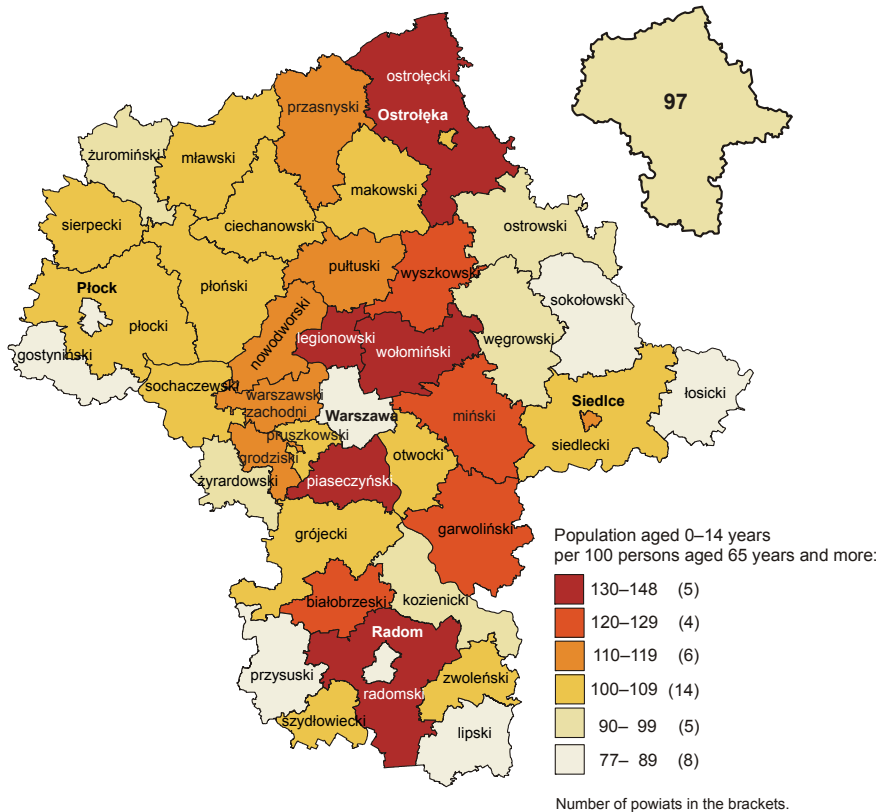 ostrołęcki
97
przasnyski
Ostrołęka
żuromiński
mławski
makowski
sierpecki
ciechanowski
ostrowski
pułtuski
wyszkowski
Płock
płoński
sokołowski
płocki
nowodworski
legionowski
wołomiński
węgrowski
gostyniński
sochaczewski
warszawski
zachodni
Warszawa
miński
Siedlce
łosicki
pruszkowski
siedlecki
grodziski
otwocki
żyrardowski
piaseczyński
grójecki
garwoliński
białobrzeski
kozienicki
Radom
przysuski
zwoleński
radomski
szydłowiecki
lipski
Population aged 0–14 years
per 100 persons aged 65 years and more:
130–148 (5)
120–129 (4)
110–119 (6)
100–109 (14)
90– 99 (5)
77– 89 (8)
Number of powiats in the brackets.